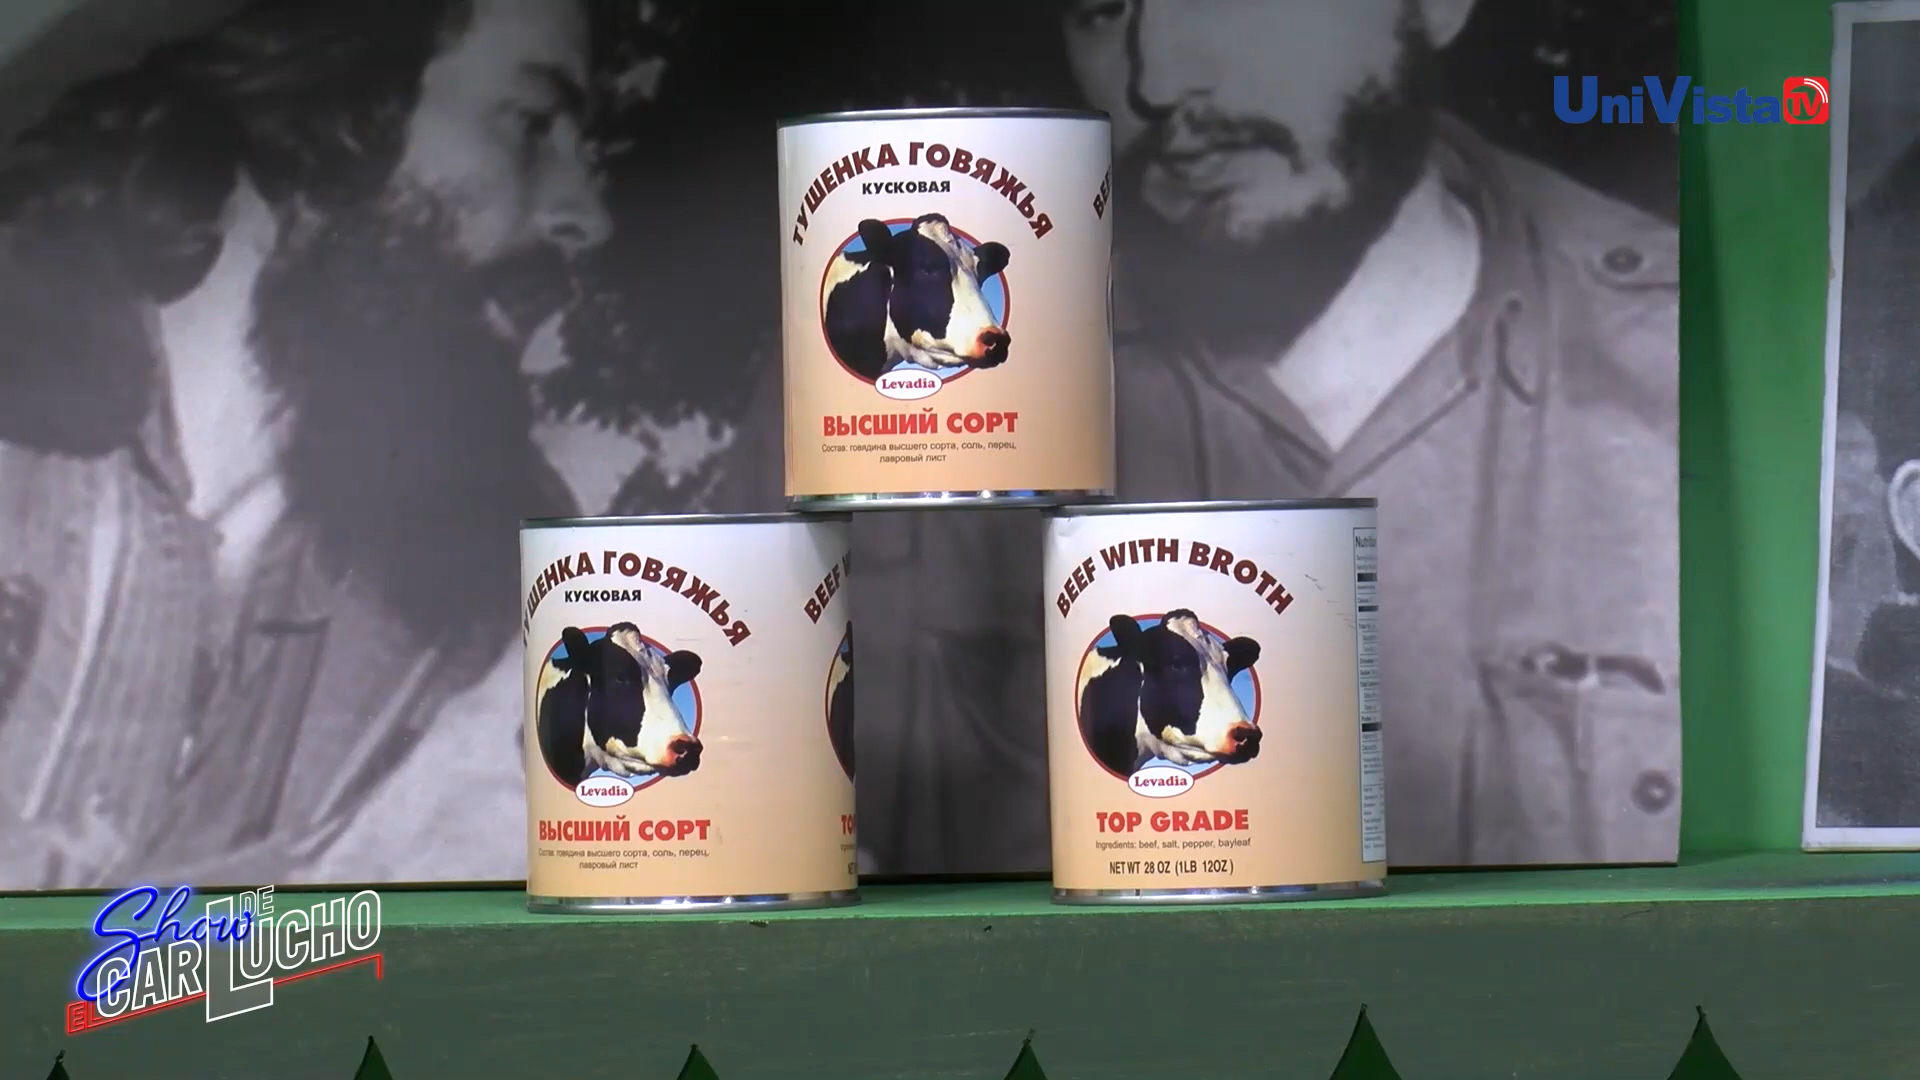 UniVista TV
ТУШЕНКА ГОВЯЖЬЯ
КУСКОВАЯ
Levadia
ВЫСШИЙ СОРТ
Состав: говядина высшего сорта, соль, перец,
лавровый лист
ТУШЕНКА ГОВЯЖЬЯ
КУСКОВАЯ
Levadia
ВЫСШИЙ СОРТ
Состав: говядина высшего сорта, соль, перец,
лавровый лист
BEEF
BEEF WITH BROTH
Levadia
TOP GRADE
Ingredients: beef, salt, pepper, bayleaf
NET WT 28 OZ (1LB 12OZ)
El Show DE
CARLUCHO